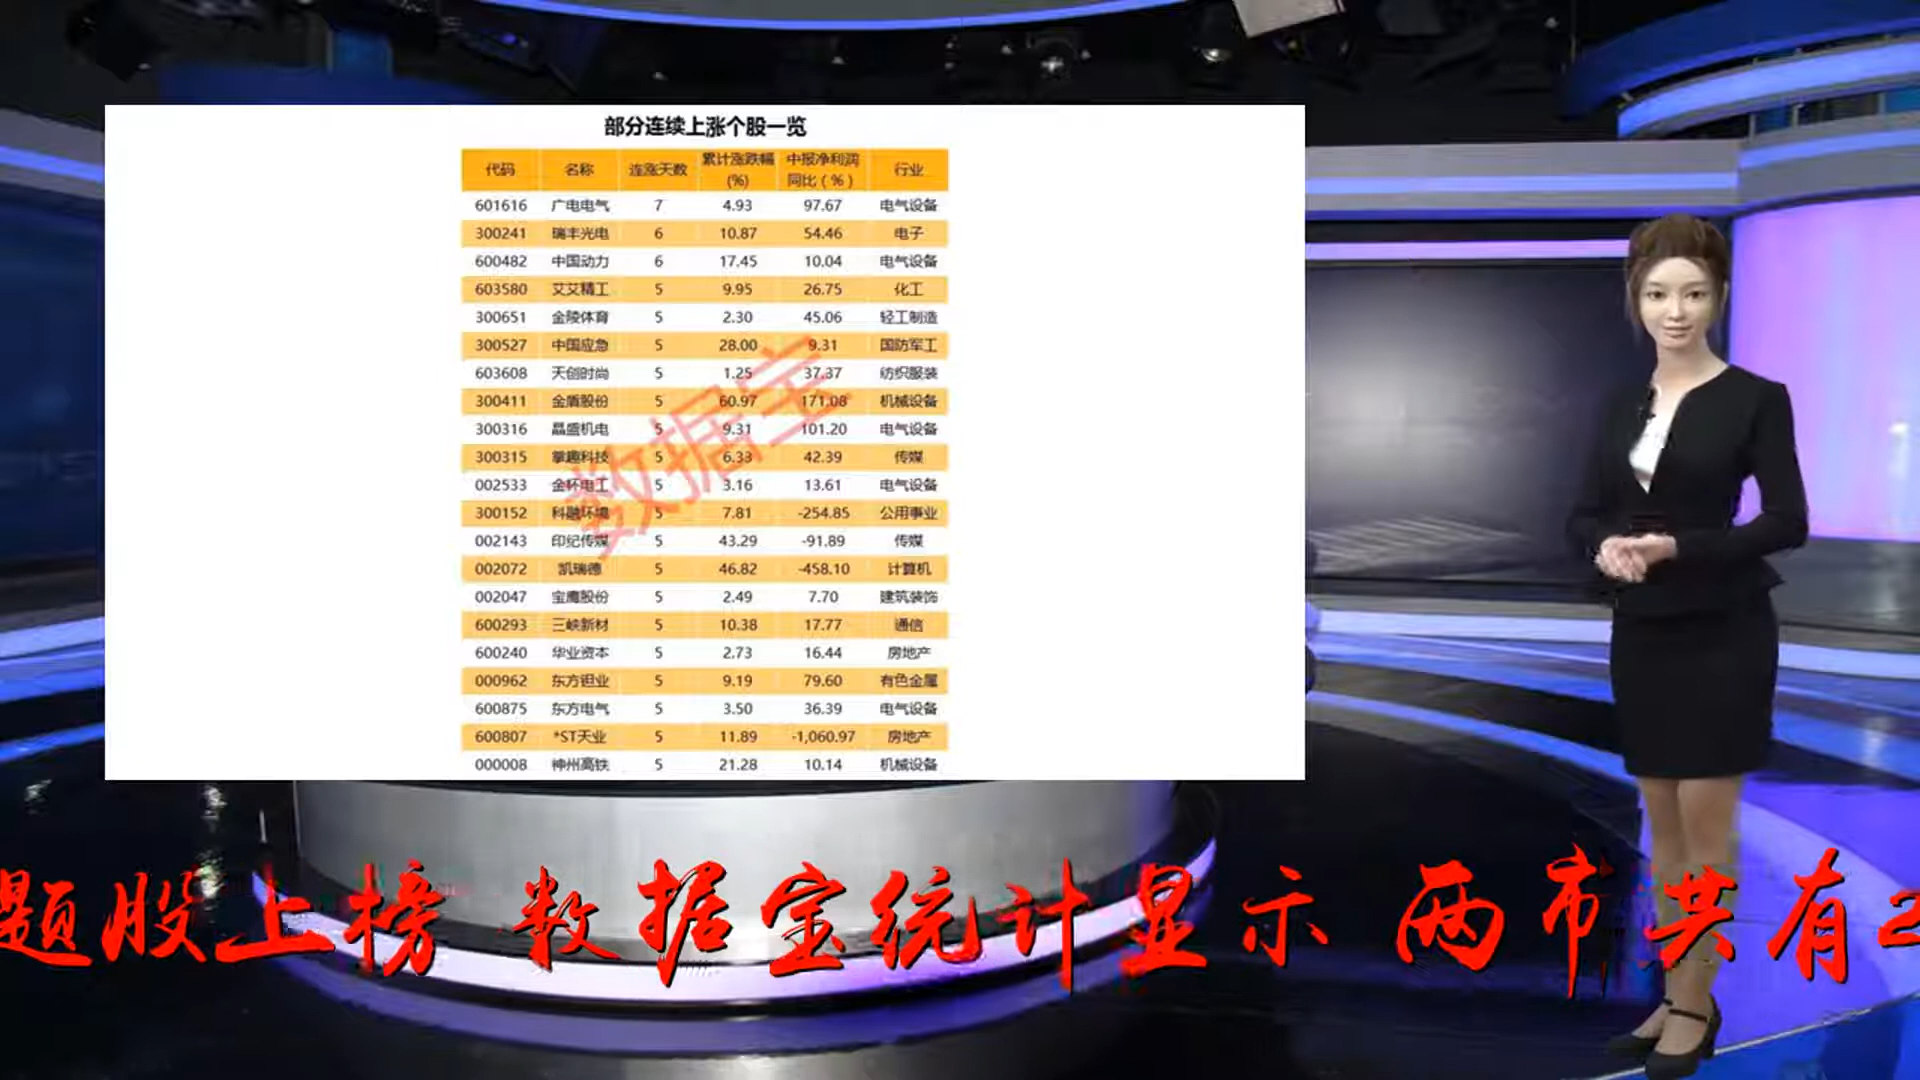 部分连续上涨个股一览
代码 名称 连涨天数 累计涨跌幅(%) 中报净利润同比(%) 行业
601616 广电电气 7 4.93 97.67 电气设备
300241 瑞丰光电 6 10.87 54.46 电子
600482 中国动力 6 17.45 10.04 电气设备
603580 艾艾精工 5 9.95 26.75 化工
300651 金陵体育 5 2.30 45.06 轻工制造
300527 中国应急 5 28.00 9.31 国防军工
603608 天创时尚 5 1.25 37.37 纺织服装
300411 金盾股份 5 60.97 171.08 机械设备
300316 晶盛机电 5 9.31 101.20 电气设备
300315 掌趣科技 5 6.33 42.39 传媒
002533 金杯电工 5 3.16 13.61 电气设备
300152 科融环境 5 7.81 -254.85 公用事业
002143 印纪传媒 5 43.29 -91.89 传媒
002072 凯瑞德 5 46.82 -458.10 计算机
002047 宝鹰股份 5 2.49 7.70 建筑装饰
600293 三峡新材 5 10.38 17.77 通信
600240 华业资本 5 2.73 16.44 房地产
000962 东方钽业 5 9.19 79.60 有色金属
600875 东方电气 5 3.50 36.39 电气设备
600807 *ST天业 5 11.89 -1,060.97 房地产
000008 神州高铁 5 21.28 10.14 机械设备
数据宝
题股上榜 数据宝统计显示 两市共有2